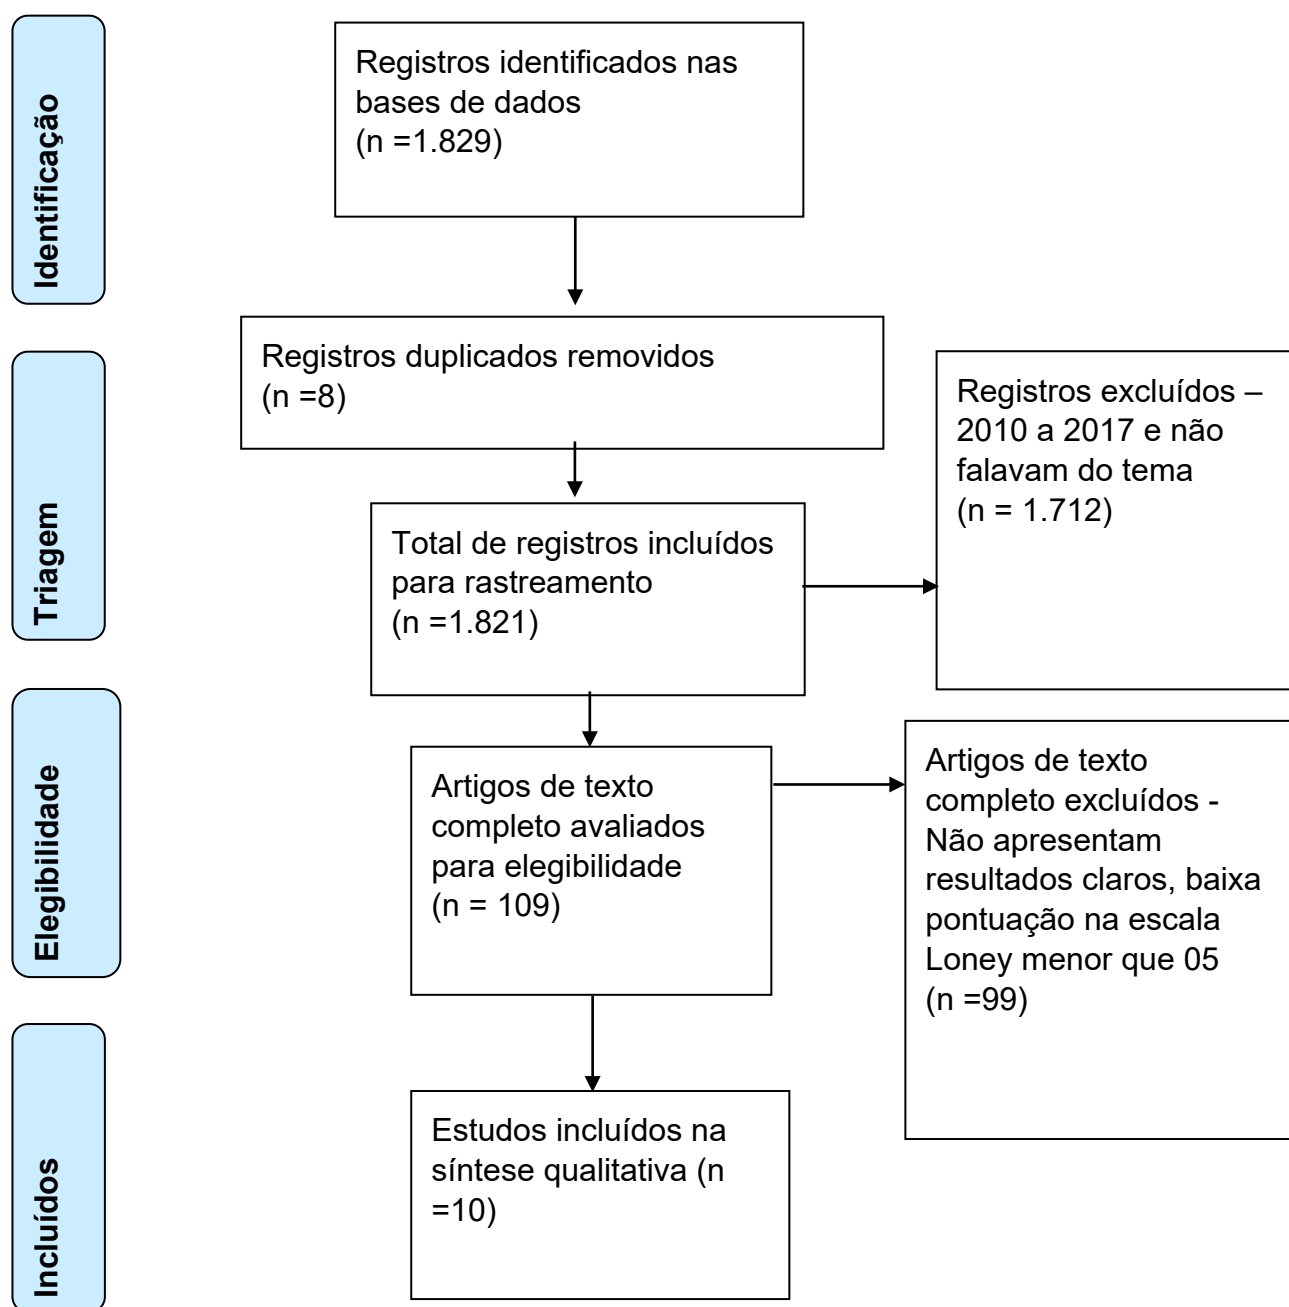 Identificação
Registros identificados nas
bases de dados
(n =1.829)
Triagem
Registros duplicados removidos
(n =8)
Total de registros incluídos
para rastreamento
(n =1.821)
Registros excluídos –
2010 a 2017 e não
falavam do tema
(n = 1.712)
Elegibilidade
Artigos de texto
completo avaliados
para elegibilidade
(n = 109)
Artigos de texto
completo excluídos -
Não apresentam
resultados claros, baixa
pontuação na escala
Loney menor que 05
(n =99)
Incluídos
Estudos incluídos na
síntese qualitativa (n
=10)